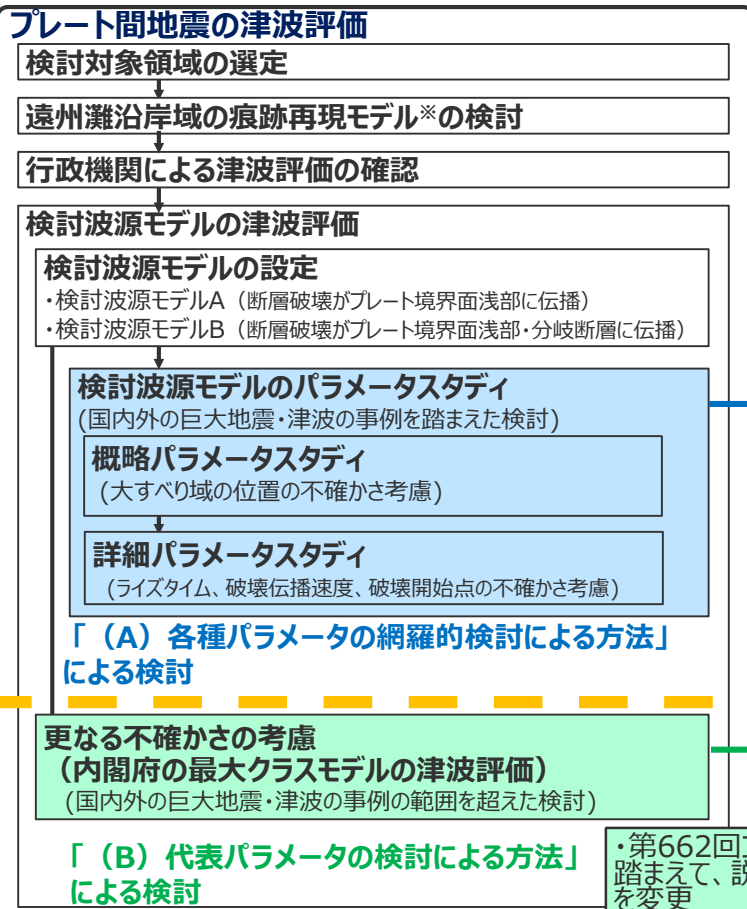 プレート間地震の津波評価
検討対象領域の選定
遠州灘沿岸域の痕跡再現モデル※の検討
行政機関による津波評価の確認
検討波源モデルの津波評価
検討波源モデルの設定
・検討波源モデルA（断層破壊がプレート境界面浅部に伝播）
・検討波源モデルB（断層破壊がプレート境界面浅部・分岐断層に伝播）
検討波源モデルのパラメータスタディ
(国内外の巨大地震・津波の事例を踏まえた検討)
概略パラメータスタディ
(大すべり域の位置の不確かさ考慮)
詳細パラメータスタディ
(ライズタイム、破壊伝播速度、破壊開始点の不確かさ考慮)
「（A）各種パラメータの網羅的検討による方法」
による検討
更なる不確かさの考慮
（内閣府の最大クラスモデルの津波評価）
(国内外の巨大地震・津波の事例の範囲を超えた検討)
「（B）代表パラメータの検討による方法」
による検討
・第662回
踏まえて、説
を変更